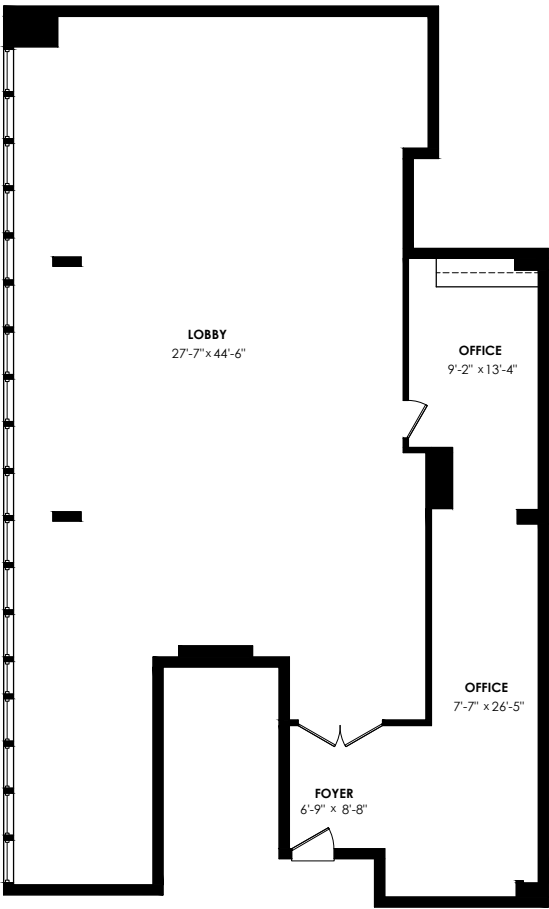 LOBBY
27'-7" x 44'-6"
OFFICE
9'-2" x 13'-4"
OFFICE
7'-7" x 26'-5"
FOYER
6'-9" x 8'-8"